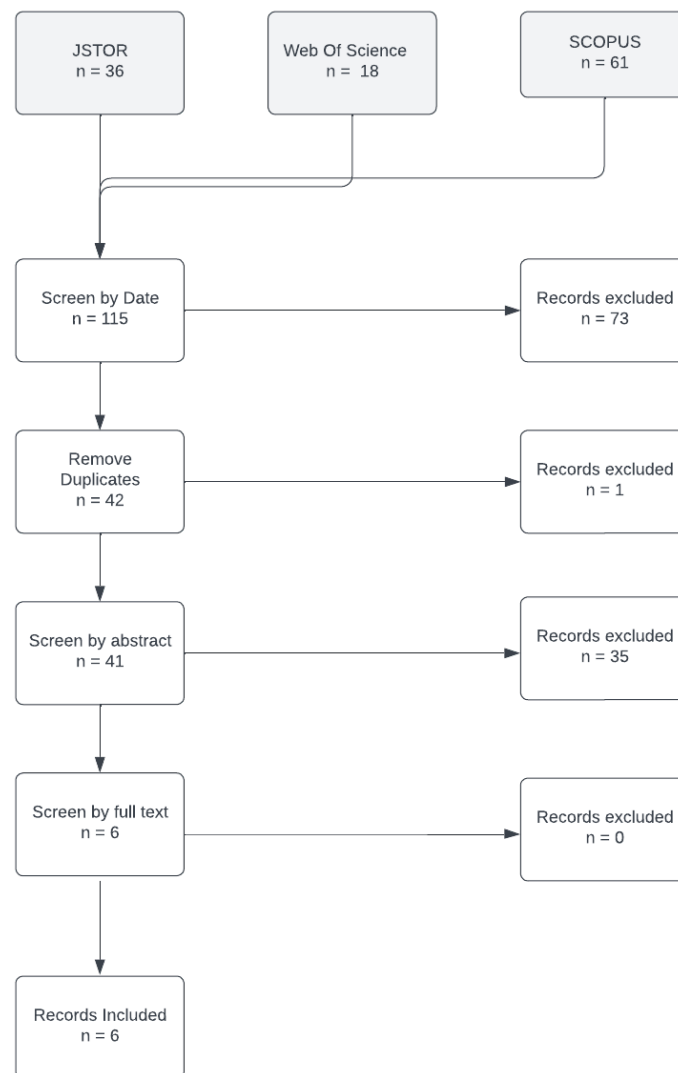 JSTOR
n = 36
Web Of Science
n = 18
SCOPUS
n = 61
Screen by Date
n = 115
Records excluded
n = 73
Remove
Duplicates
n = 42
Records excluded
n = 1
Screen by abstract
n = 41
Records excluded
n = 35
Screen by full text
n = 6
Records excluded
n = 0
Records Included
n = 6